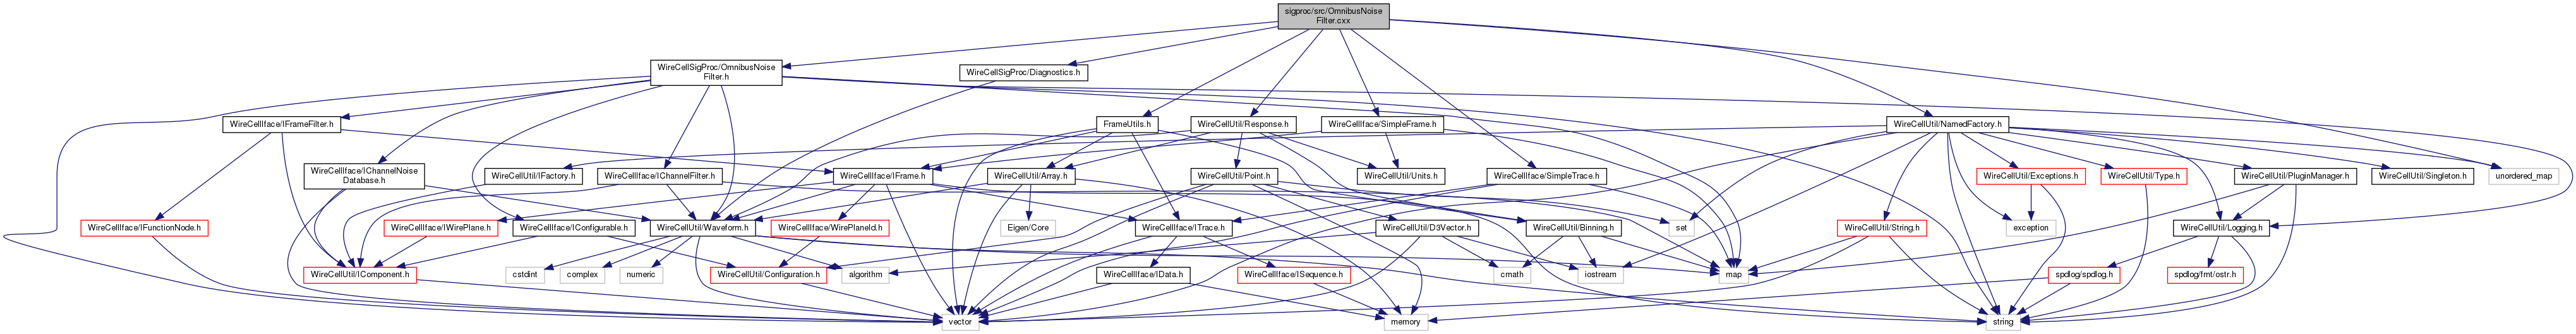 sigproc/src/OmnibusNoise
Filter.cxx
WireCellSigProc/OmnibusNoise
Filter.h
WireCellSigProc/Diagnostics.h
WireCellIface/IFrameFilter.h
FrameUtils.h
WireCellUtil/Response.h
WireCellIface/SimpleFrame.h
WireCellUtil/NamedFactory.h
WireCellIface/IChannelNoise
Database.h
WireCellUtil/IFactory.h
WireCellIface/IChannelFilter.h
WireCellIface/IFrame.h
WireCellUtil/Array.h
WireCellUtil/Point.h
WireCellUtil/Units.h
WireCellIface/SimpleTrace.h
WireCellUtil/Exceptions.h
WireCellUtil/Type.h
WireCellUtil/PluginManager.h
WireCellUtil/Singleton.h
unordered_map
WireCellIface/IFunctionNode.h
WireCellIface/IWirePlane.h
WireCellIface/IConfigurable.h
WireCellUtil/Waveform.h
WireCellIface/WirePlaneId.h
Eigen/Core
WireCellIface/ITrace.h
WireCellUtil/D3Vector.h
WireCellUtil/Binning.h
set
WireCellUtil/String.h
exception
WireCellUtil/Logging.h
WireCellUtil/IComponent.h
cstdint
complex
numeric
WireCellUtil/Configuration.h
algorithm
WireCellIface/IData.h
WireCellIface/ISequence.h
cmath
iostream
map
spdlog/spdlog.h
spdlog/fmt/ostr.h
vector
memory
string